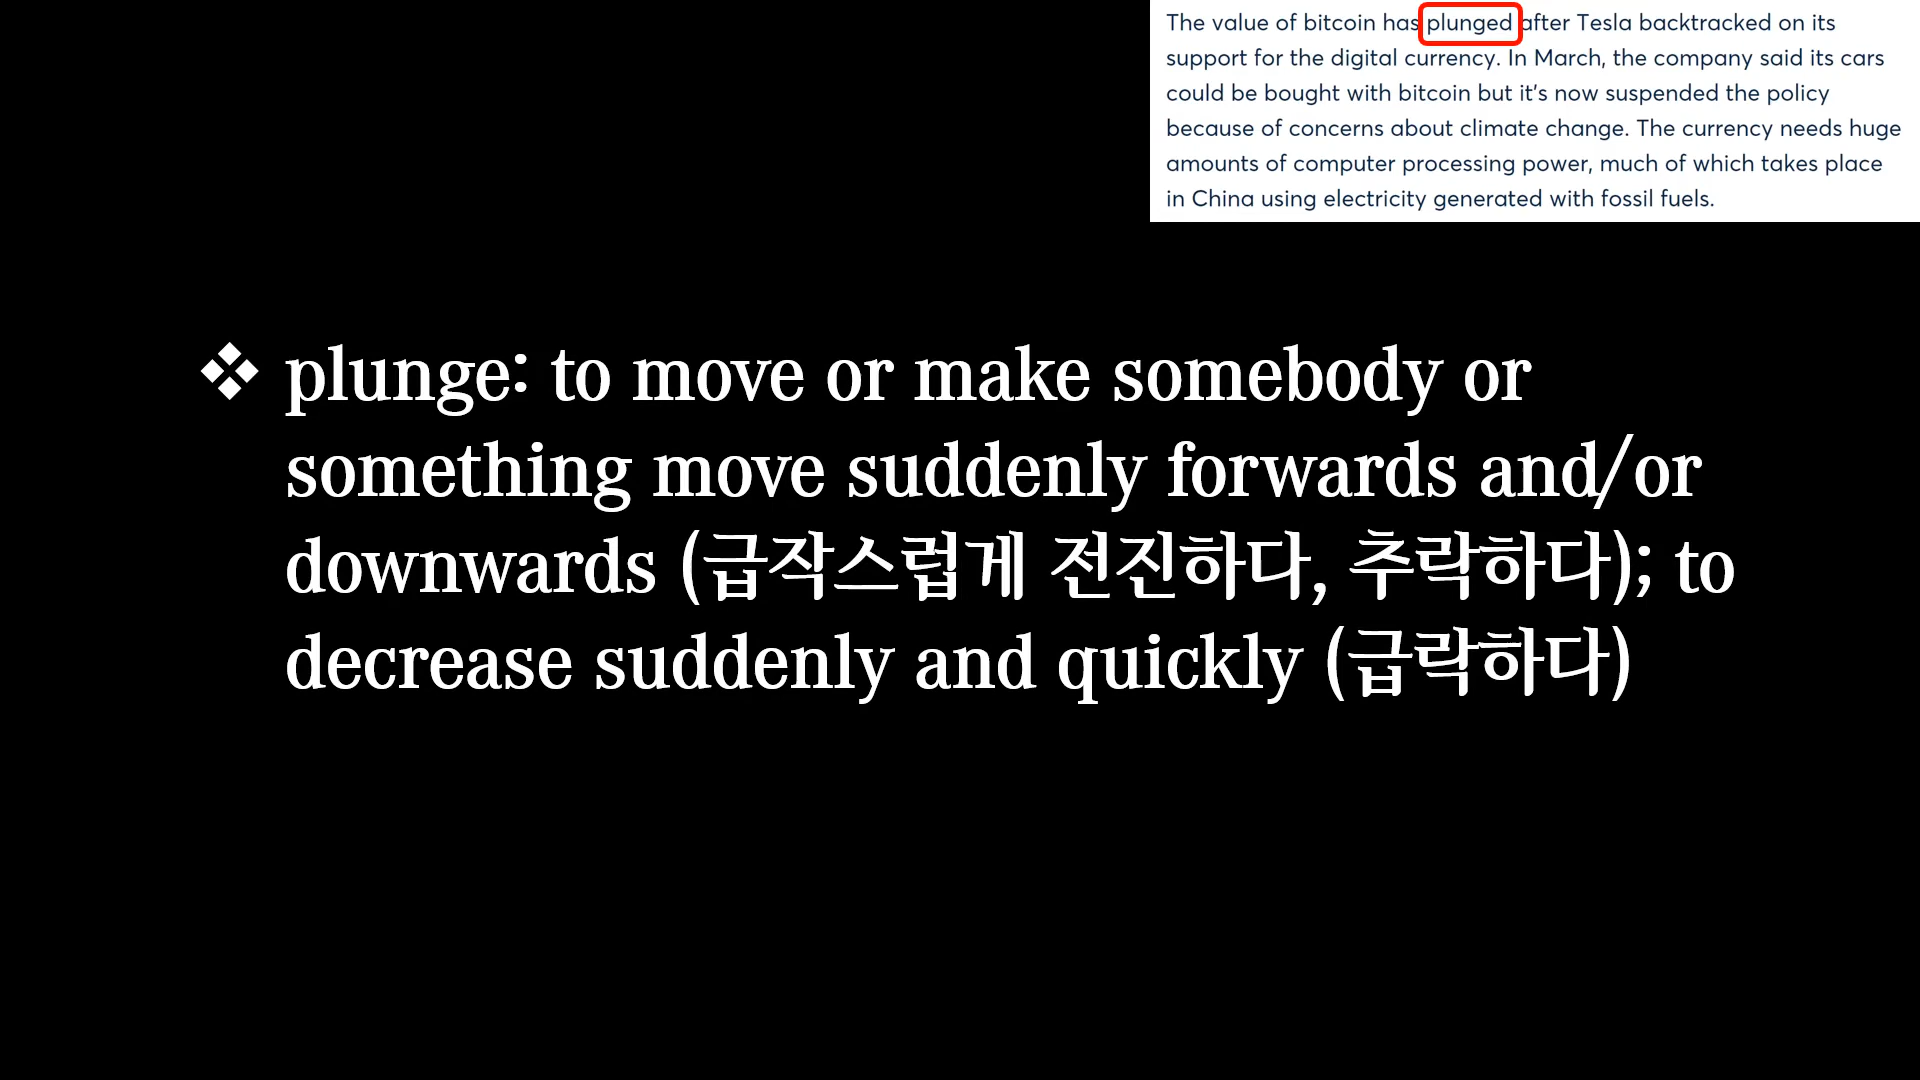 The value of bitcoin has plunged after Tesla backtracked on its
support for the digital currency. In March, the company said its cars
could be bought with bitcoin but it's now suspended the policy
because of concerns about climate change. The currency needs huge
amounts of computer processing power, much of which takes place
in China using electricity generated with fossil fuels.
❖ plunge: to move or make somebody or
something move suddenly forwards and/or
downwards (급작스럽게 전진하다, 추락하다); to
decrease suddenly and quickly (급락하다)